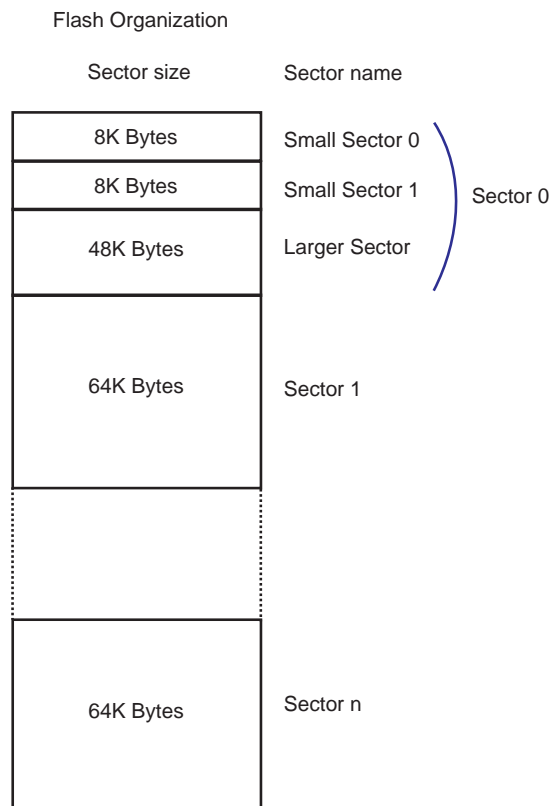 Flash Organization
Sector size Sector name
8K Bytes Small Sector 0
8K Bytes Small Sector 1 Sector 0
48K Bytes Larger Sector
64K Bytes Sector 1
64K Bytes Sector n